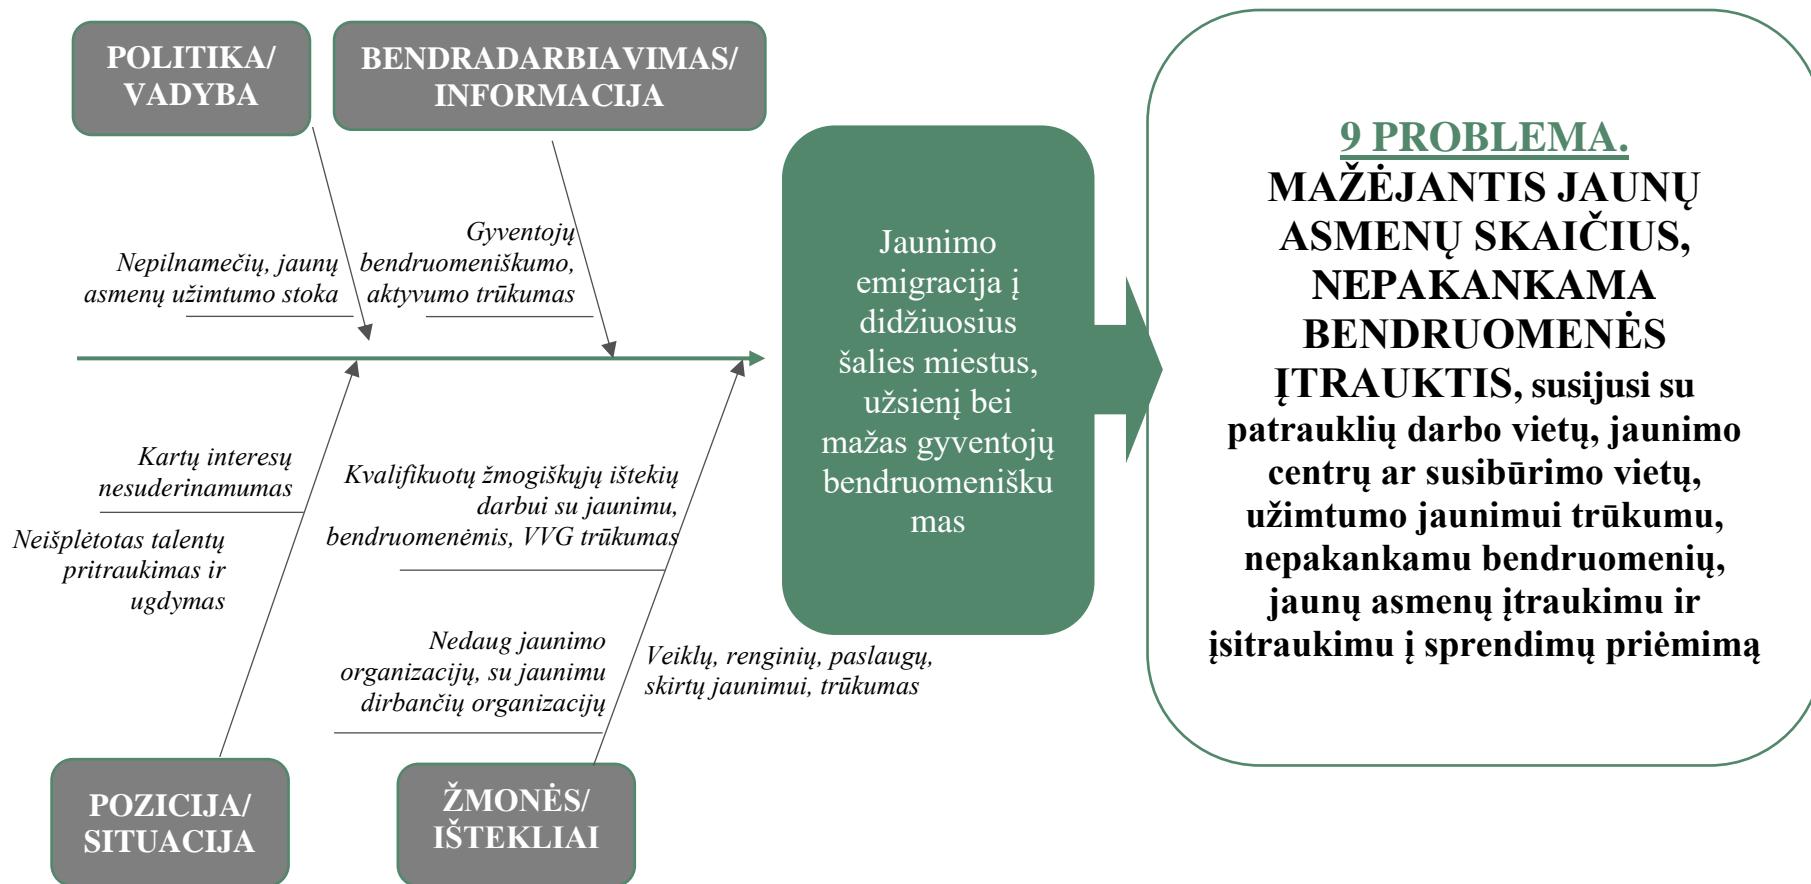 POLITIKA/
VADYBA
BENDRADARBIAVIMAS/
INFORMACIJA
Nepilnamečių, jaunų
asmenų užimtumo stoka
Gyventojų
bendruomeniškumo,
aktyvumo trūkumas
Kartų interesų
nesuderinamumas
Neišplėtotas talentų
pritraukimas ir
ugdymas
Kvalifikuotų žmogiškųjų ištekių
darbui su jaunimu,
bendruomenėmis, VVG trūkumas
Nedaug jaunimo
organizacijų, su jaunimu
dirbančių organizacijų
Veiklų, renginių, paslaugų,
skirtų jaunimui, trūkumas
POZICIJA/
SITUACIJA
ŽMONĖS/
IŠTEKLIAI
Jaunimo
emigracija į
didžiuosius
šalies miestus,
užsienį bei
mažas gyventojų
bendruomenišku
mas
9 PROBLEMA.
MAŽĖJANTIS JAUNŲ
ASMENŲ SKAIČIUS,
NEPAKANKAMA
BENDRUOMENĖS
ĮTRAUKTIS, susijusi su
patrauklių darbo vietų, jaunimo
centrų ar susibūrimo vietų,
užimtumo jaunimui trūkumu,
nepakankamu bendruomenių,
jaunų asmenų įtraukimu ir
įsitraukimu į sprendimų priėmimą